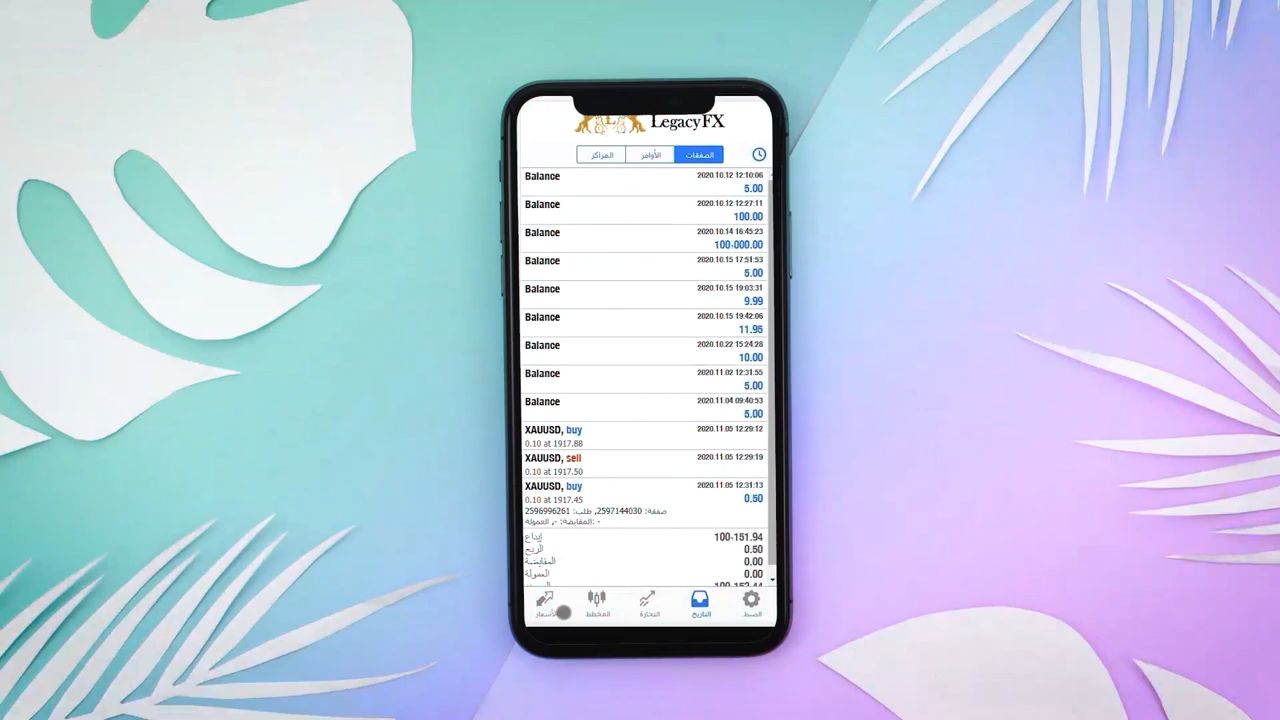 LegacyFX
المراكز الأوامر الصفقات
Balance 2020.10.12 12:10:06
5.00
Balance 2020.10.12 12:27:11
100.00
Balance 2020.10.14 16:45:23
100·000.00
Balance 2020.10.15 17:51:53
5.00
Balance 2020.10.15 19:03:31
9.99
Balance 2020.10.15 19:42:06
11.95
Balance 2020.10.22 15:24:28
10.00
Balance 2020.11.02 12:31:55
5.00
Balance 2020.11.04 09:40:53
5.00
XAUUSD, buy 2020.11.05 12:29:12
0.10 at 1917.88
XAUUSD, sell 2020.11.05 12:29:19
0.10 at 1917.50
XAUUSD, buy 2020.11.05 12:31:13
0.10 at 1917.45 0.50
صفقة: 2597144030, طلب: 2596996261
المقايضة: -, العمولة: -
إيداع 100·151.94
الربح 0.50
المقايضة 0.00
العمولة 0.00
الأسعار المخطط التجارة التاريخ الضبط